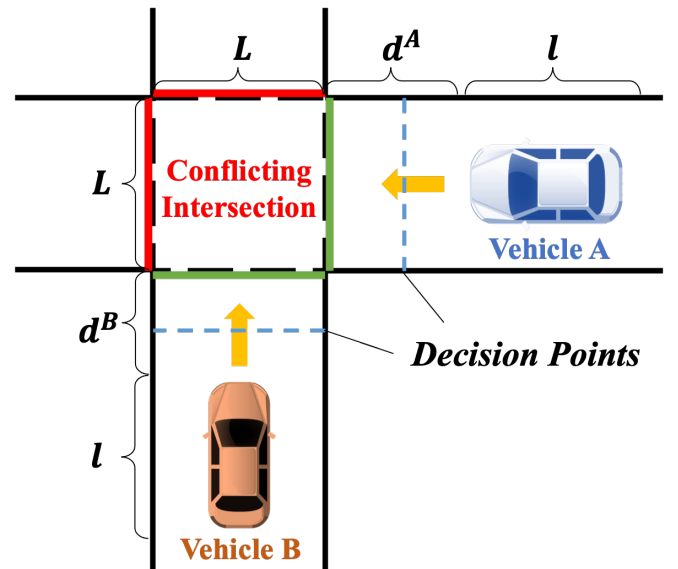 L
d^A
l
L
Conflicting
Intersection
Vehicle A
d^B
Decision Points
l
Vehicle B